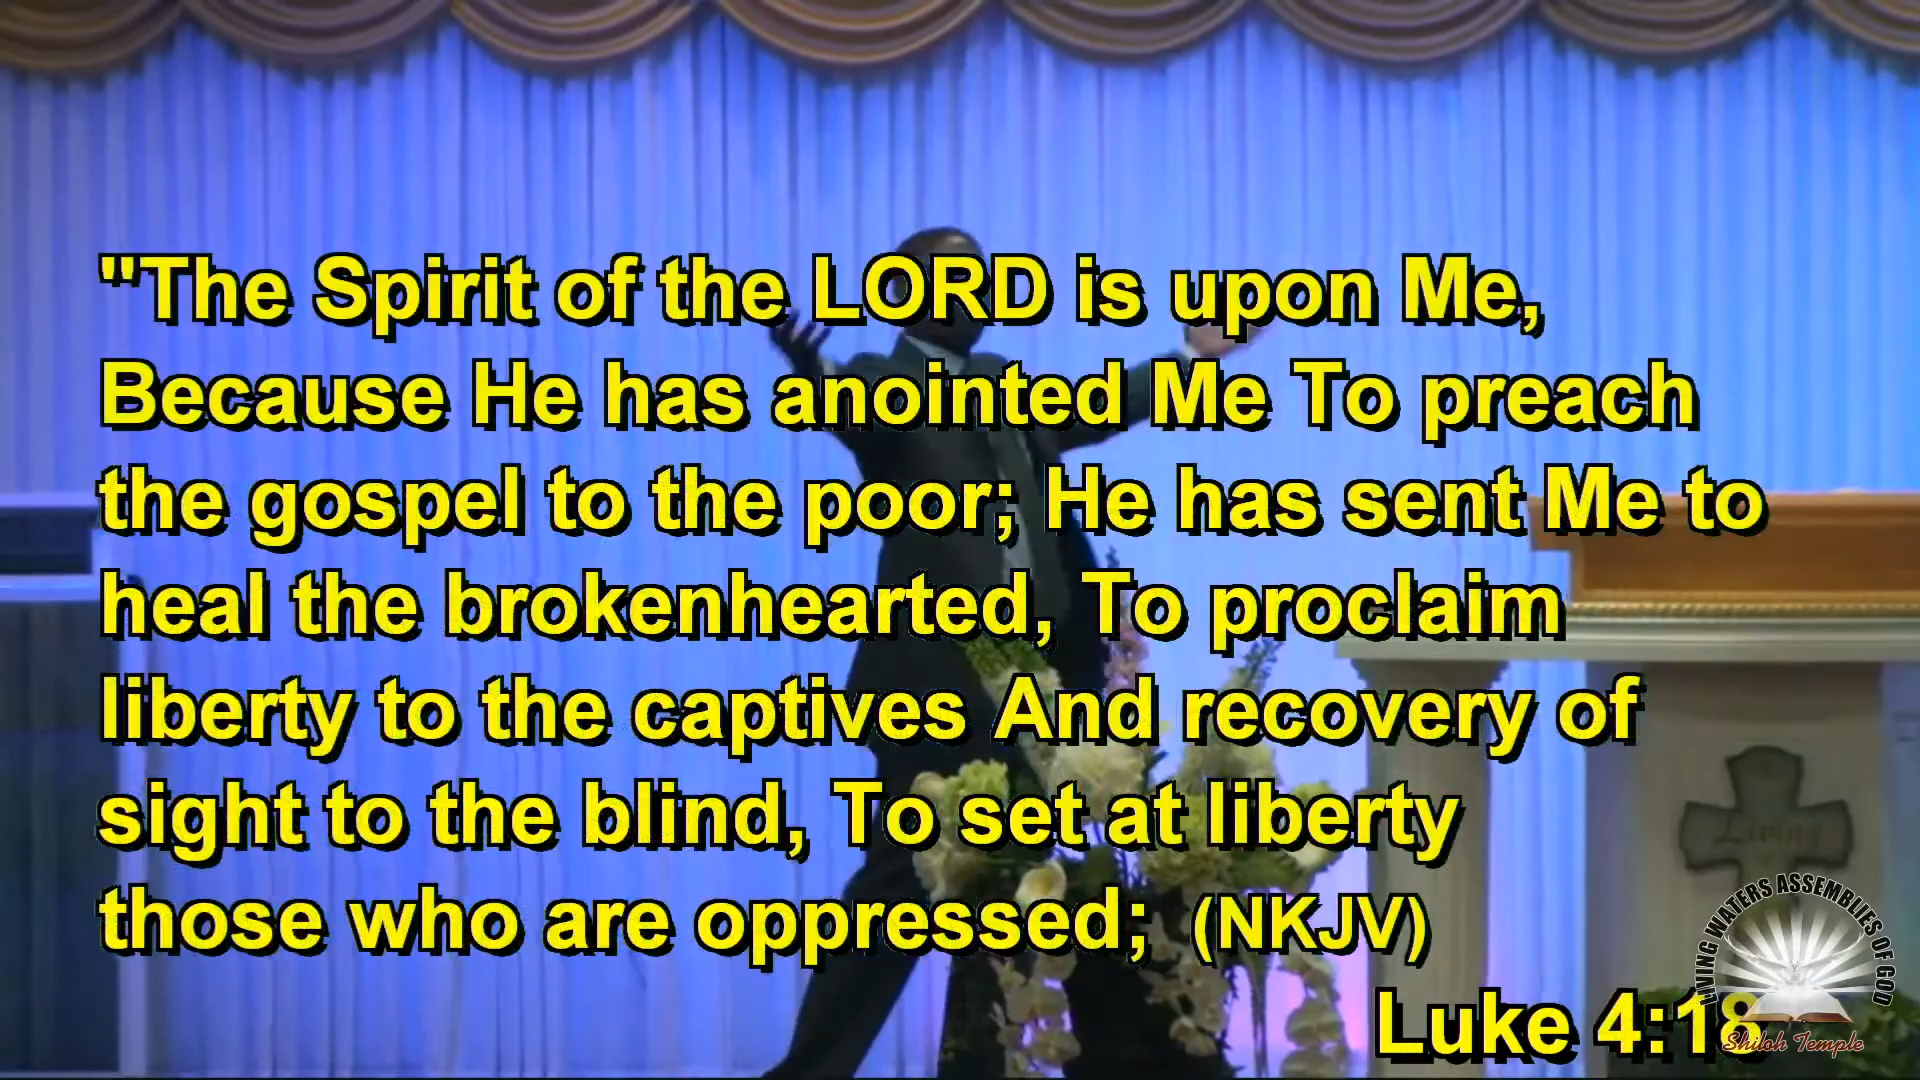 "The Spirit of the LORD is upon Me,
Because He has anointed Me To preach
the gospel to the poor; He has sent Me to
heal the brokenhearted, To proclaim
liberty to the captives And recovery of
sight to the blind, To set at liberty
those who are oppressed; (NKJV)
Luke 4:18
LIVING WATERS ASSEMBLIES OF GOD
Shiloh Temple